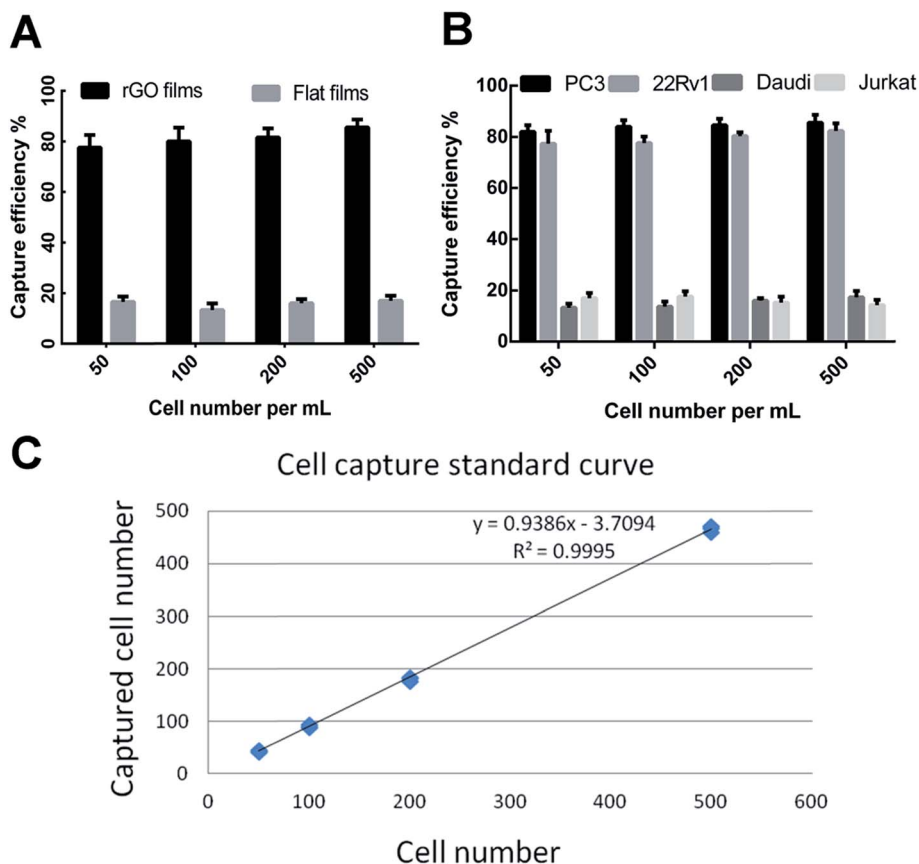 A
rGO films
Flat films
Capture efficiency %
100
80
60
40
20
0
50
100
200
500
Cell number per mL
B
PC3
22Rv1
Daudi
Jurkat
Capture efficiency %
100
80
60
40
20
0
50
100
200
500
Cell number per mL
C
Cell capture standard curve
y = 0.9386x - 3.7094
R² = 0.9995
Captured cell number
500
400
300
200
100
0
0
100
200
300
400
500
600
Cell number